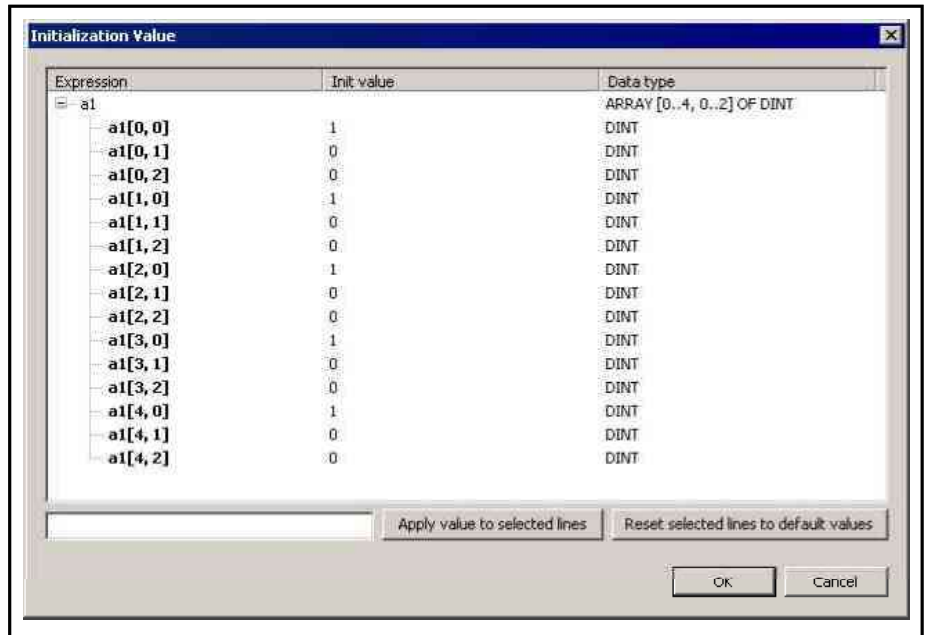 Initialization Value
Expression Init value Data type
a1 ARRAY [0..4, 0..2] OF DINT
a1[0, 0] 1 DINT
a1[0, 1] 0 DINT
a1[0, 2] 0 DINT
a1[1, 0] 1 DINT
a1[1, 1] 0 DINT
a1[1, 2] 0 DINT
a1[2, 0] 1 DINT
a1[2, 1] 0 DINT
a1[2, 2] 0 DINT
a1[3, 0] 1 DINT
a1[3, 1] 0 DINT
a1[3, 2] 0 DINT
a1[4, 0] 1 DINT
a1[4, 1] 0 DINT
a1[4, 2] 0 DINT
Apply value to selected lines Reset selected lines to default values
OK Cancel